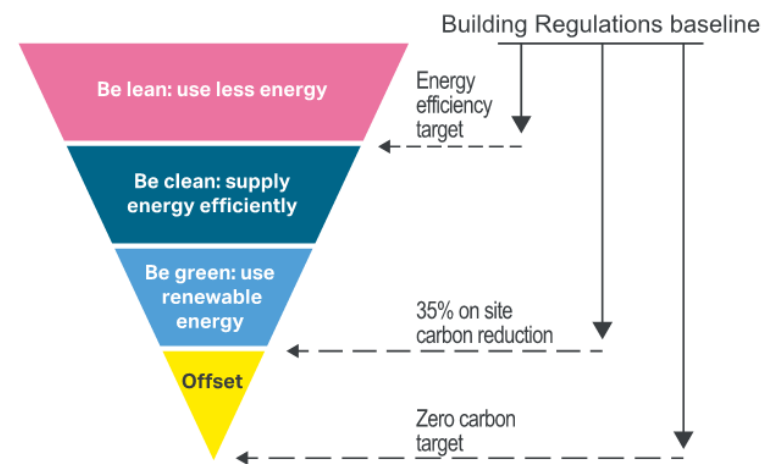 Building Regulations baseline
Be lean: use less energy
Energy
efficiency
target
Be clean: supply
energy efficiently
Be green: use
renewable
energy
35% on site
carbon reduction
Offset
Zero carbon
target